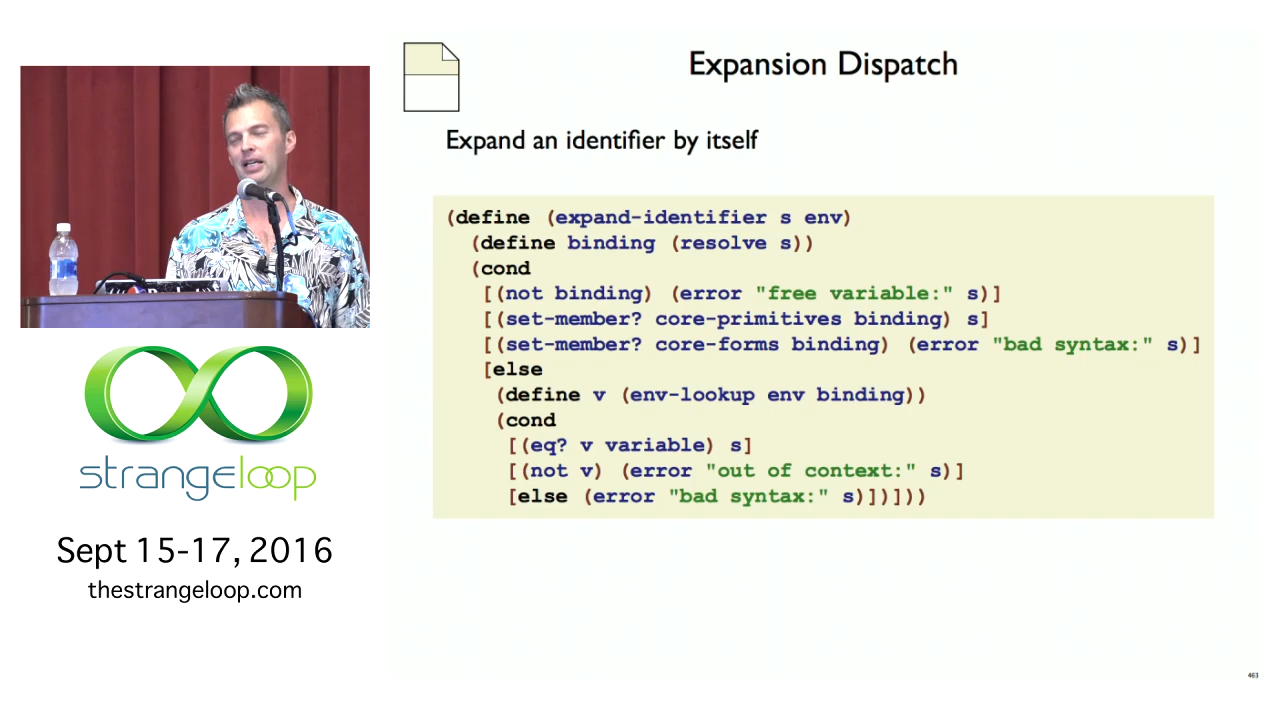 Expansion Dispatch
Expand an identifier by itself
(define (expand-identifier s env)
  (define binding (resolve s))
  (cond
   [(not binding) (error "free variable:" s)]
   [(set-member? core-primitives binding) s]
   [(set-member? core-forms binding) (error "bad syntax:" s)]
   [else
    (define v (env-lookup env binding))
    (cond
     [(eq? v variable) s]
     [(not v) (error "out of context:" s)]
     [else (error "bad syntax:" s)])]))
strangeloop
Sept 15-17, 2016
thestrangeloop.com
463